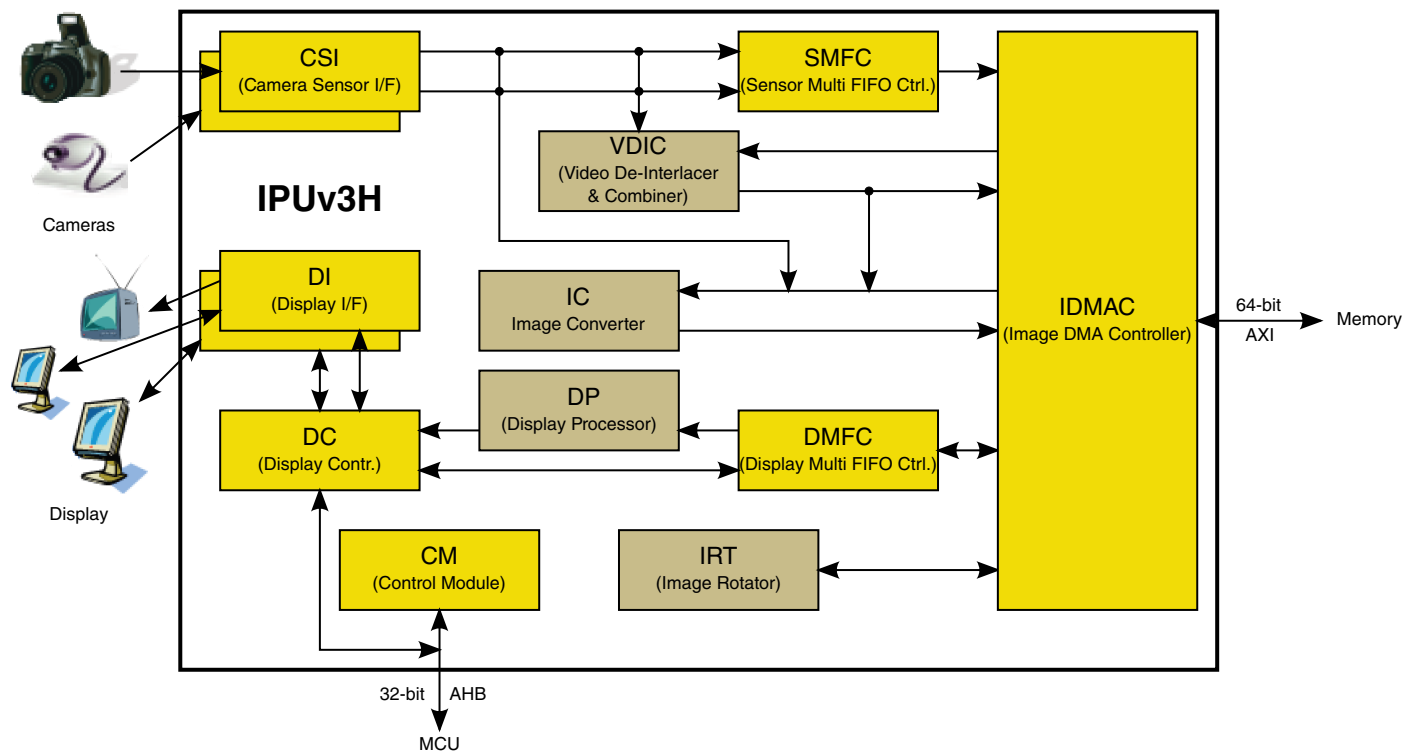 CSI
(Camera Sensor I/F)
SMFC
(Sensor Multi FIFO Ctrl.)
VDIC
(Video De-Interlacer
& Combiner)
IPUv3H
Cameras
DI
(Display I/F)
IC
Image Converter
IDMAC
(Image DMA Controller)
64-bit
AXI
Memory
DP
(Display Processor)
DC
(Display Contr.)
DMFC
(Display Multi FIFO Ctrl.)
Display
CM
(Control Module)
IRT
(Image Rotator)
32-bit
AHB
MCU